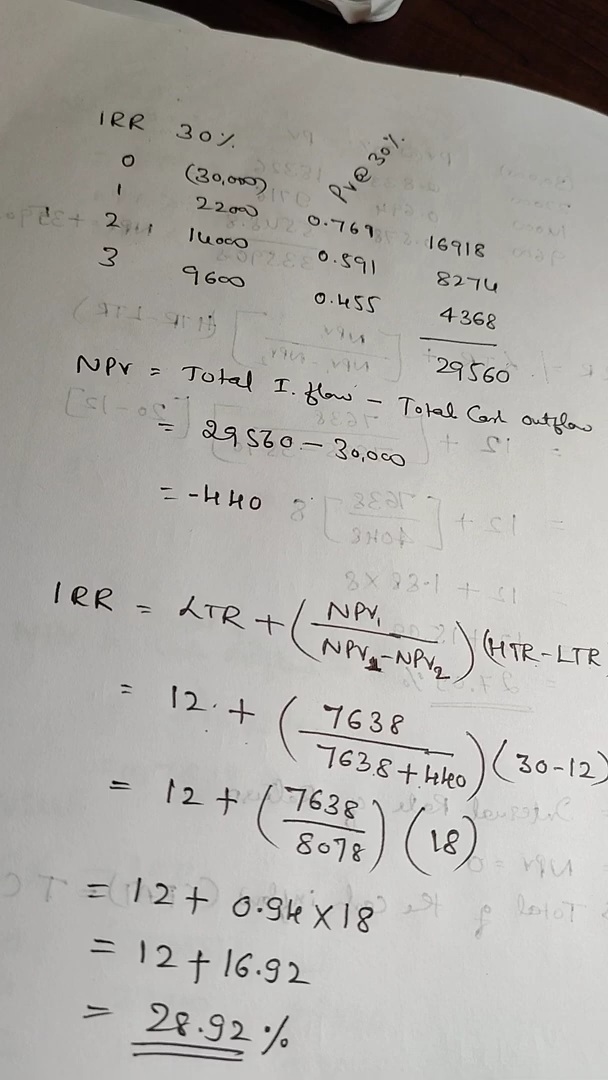 IRR 30%
PV@ 30%
0 (30,000)
1 22000 0.769 16918
2 14000 0.591 8274
3 9600 0.455 4368
29560
NPV = Total I.flow - Total Cash outflow
= 29560 - 30,000
= -440
IRR = LTR + (NPV1 / NPV1-NPV2) (HTR-LTR
= 12 + (7638 / 7638+440) (30-12)
= 12 + (7638 / 8078) (18)
= 12 + 0.94 x 18
= 12 + 16.92
= 28.92 %